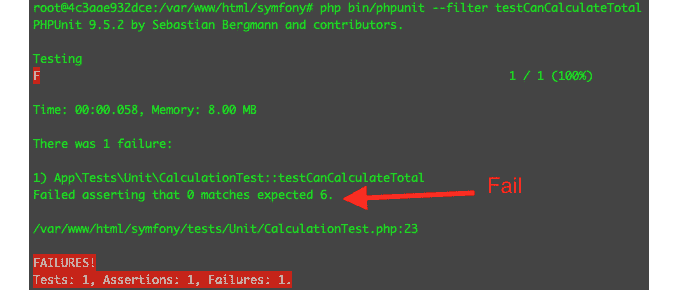 root@4c3aae932dce:/var/www/html/symfony# php bin/phpunit --filter testCanCalculateTotal
PHPUnit 9.5.2 by Sebastian Bergmann and contributors.
Testing
F 1 / 1 (100%)
Time: 00:00.058, Memory: 8.00 MB
There was 1 failure:
1) App\Tests\Unit\CalculationTest::testCanCalculateTotal
Failed asserting that 0 matches expected 6.
Fail
/var/www/html/symfony/tests/Unit/CalculationTest.php:23
FAILURES!
Tests: 1, Assertions: 1, Failures: 1.